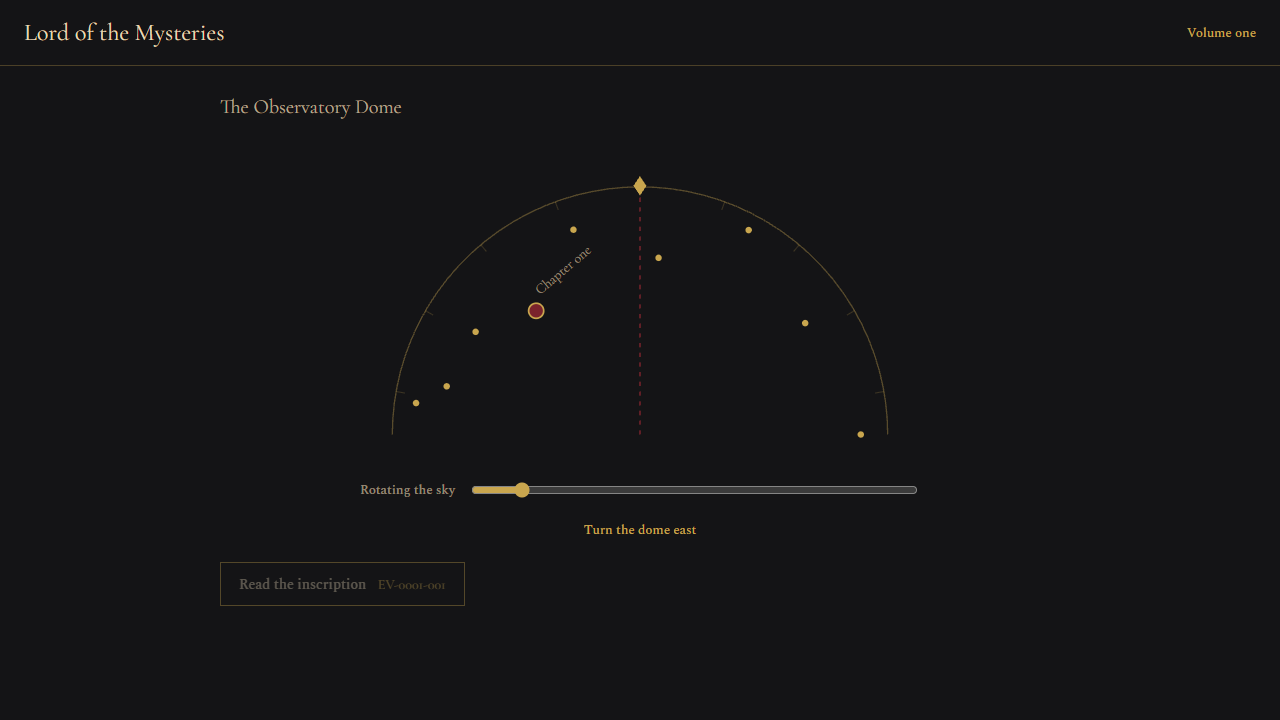 Lord of the Mysteries
Volume one
The Observatory Dome
Chapter one
Rotating the sky
Turn the dome east
Read the inscription EV-0001-001